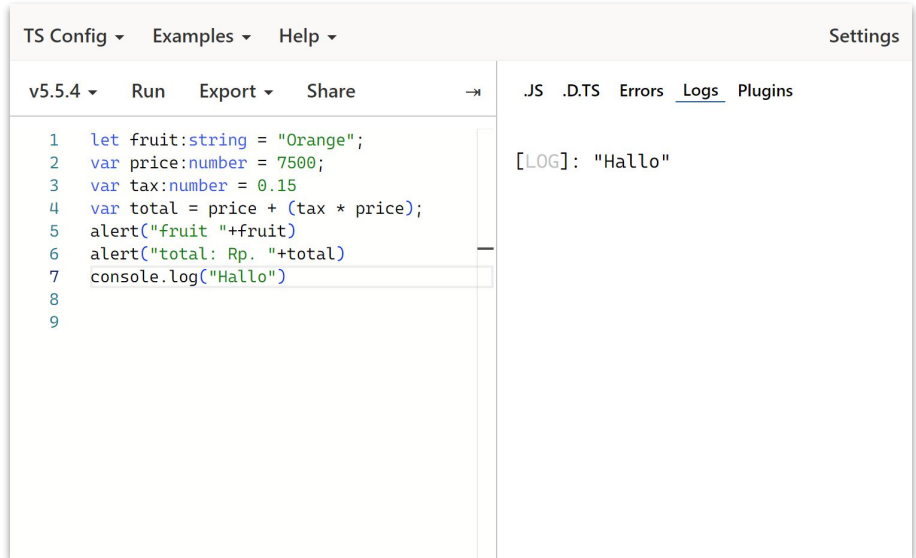 TS Config Examples Help Settings
v5.5.4 Run Export Share
.JS .D.TS Errors Logs Plugins
1 let fruit:string = "Orange";
2 var price:number = 7500;
3 var tax:number = 0.15
4 var total = price + (tax * price);
5 alert("fruit "+fruit)
6 alert("total: Rp. "+total)
7 console.log("Hallo")
8
9
[LOG]: "Hallo"